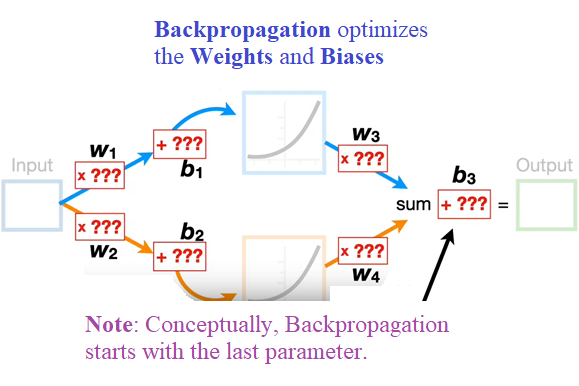 Backpropagation optimizes
the Weights and Biases
Input
w1
x ???
+ ???
b1
w3
x ???
b3
Output
sum + ??? =
x ???
w2
b2
+ ???
x ???
w4
Note: Conceptually, Backpropagation
starts with the last parameter.